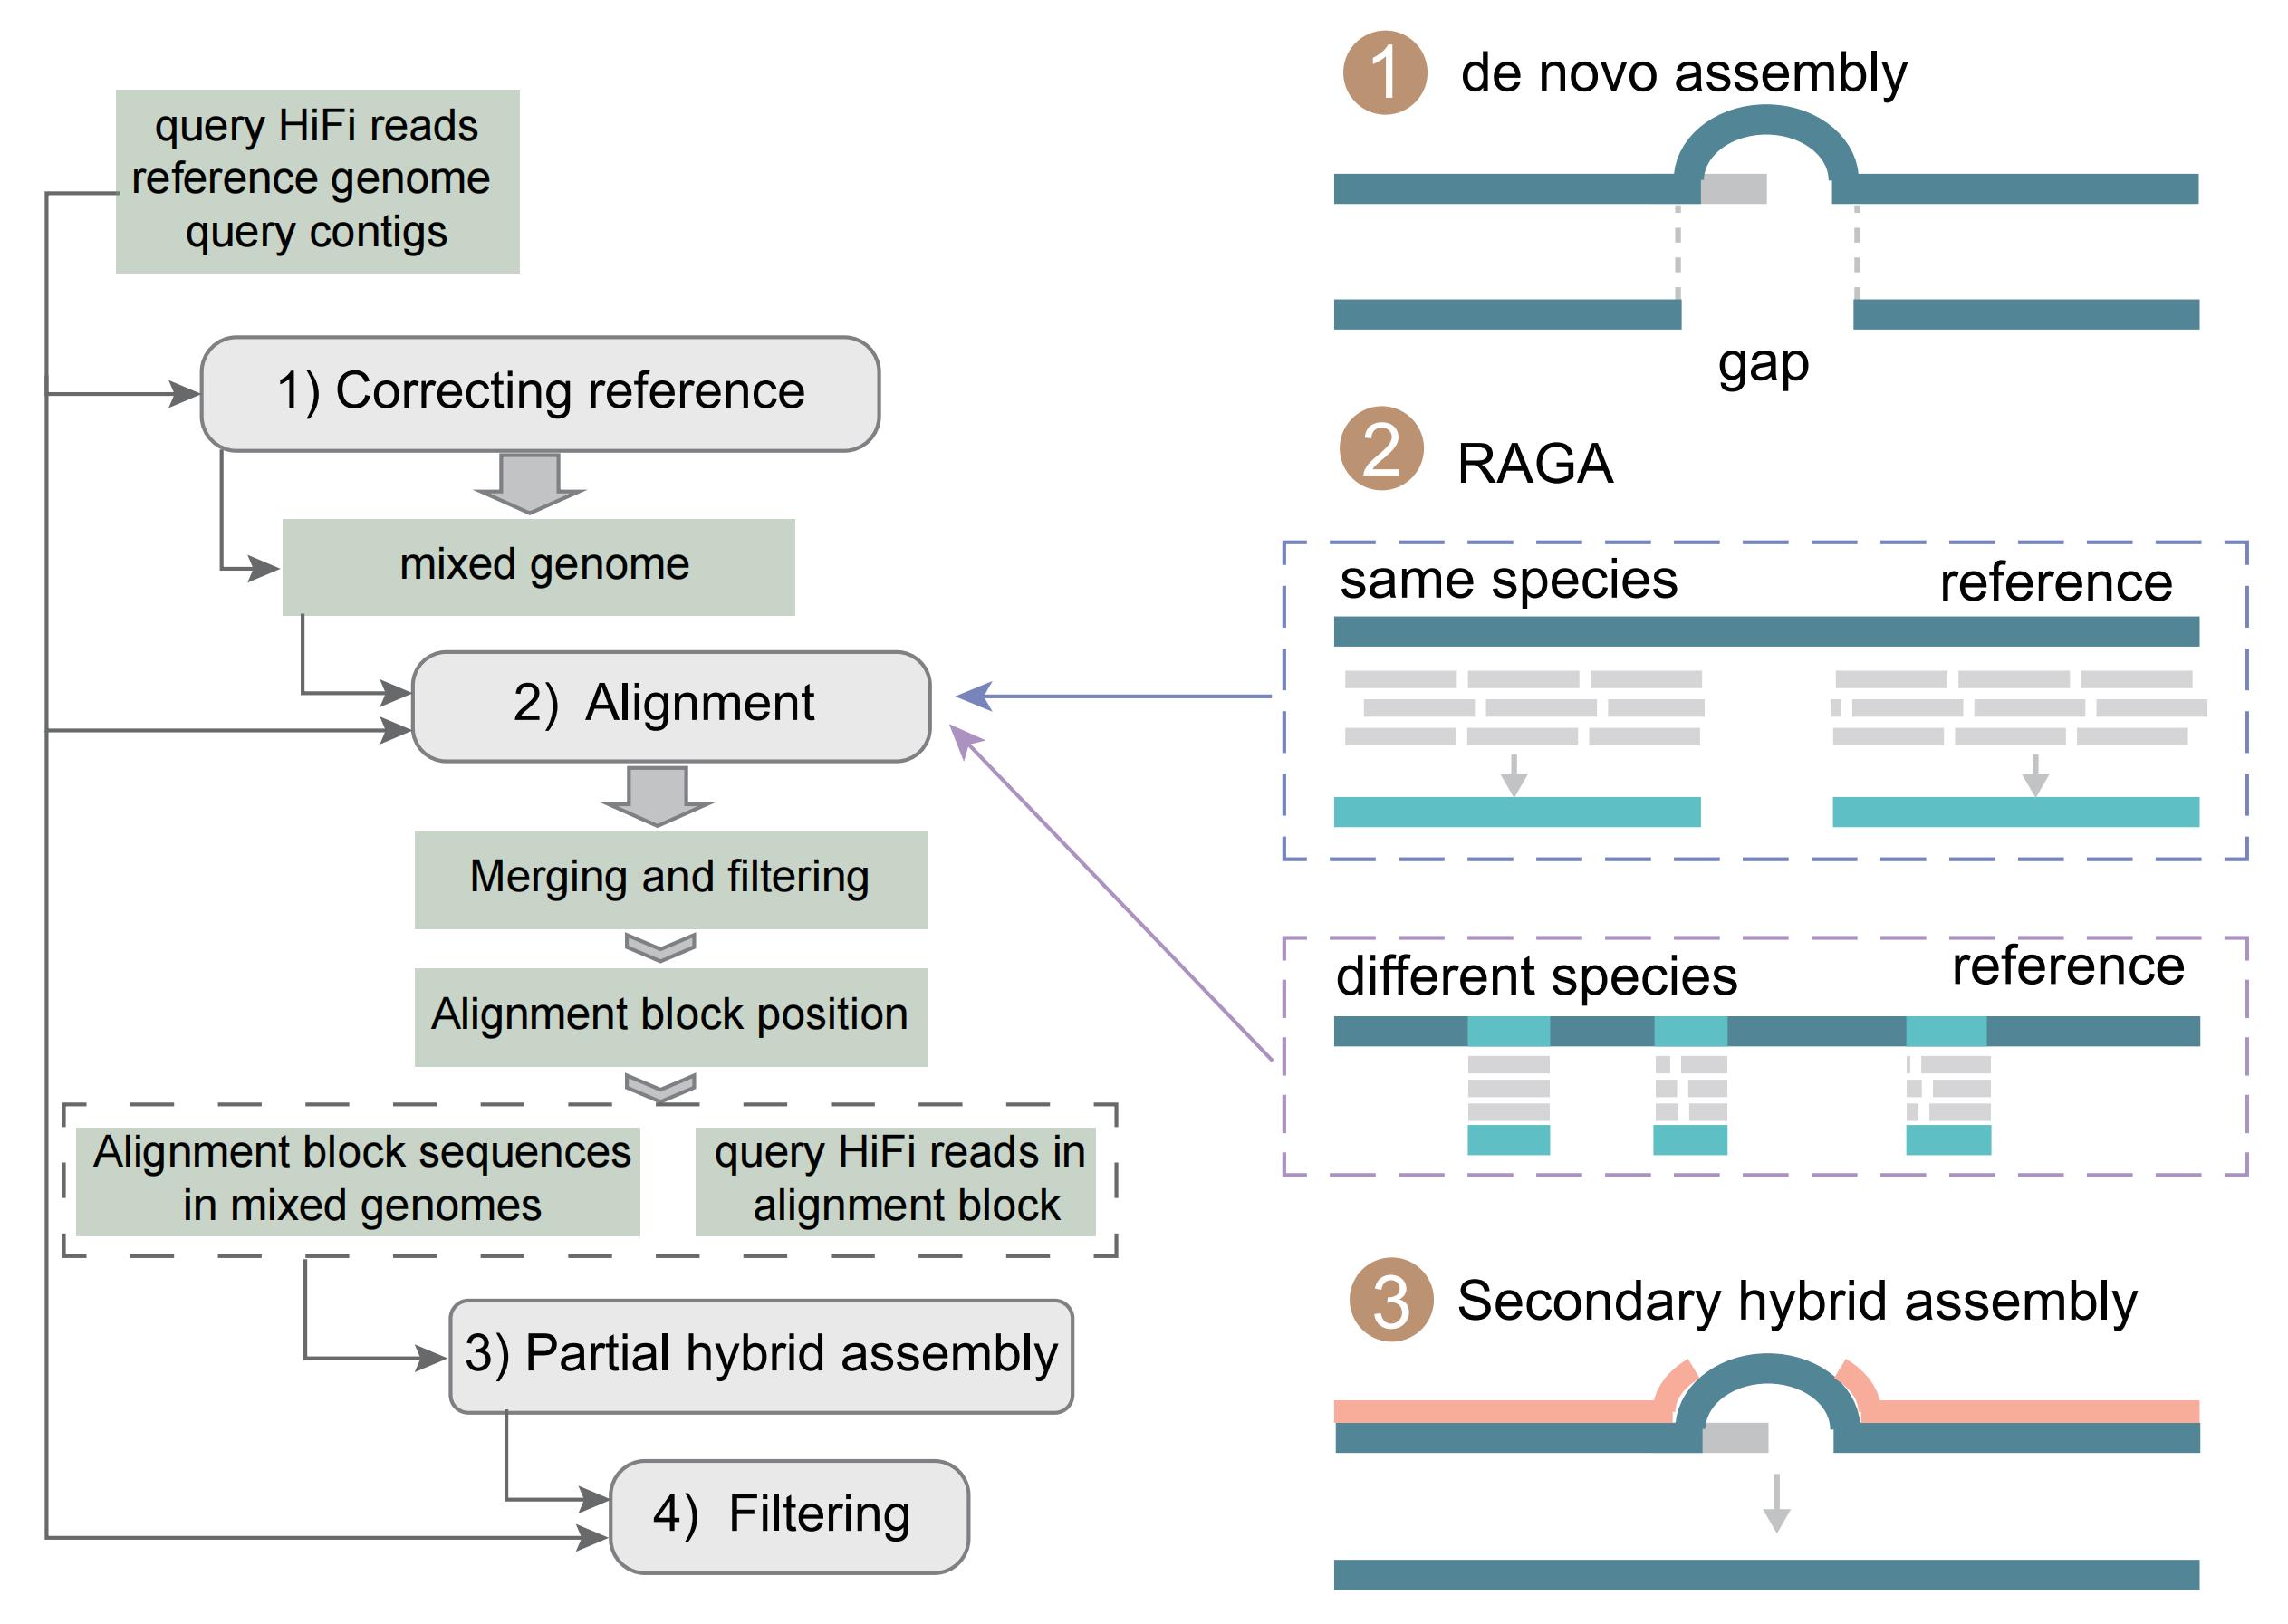 query HiFi reads
reference genome
query contigs
1) Correcting reference
mixed genome
2) Alignment
Merging and filtering
Alignment block position
Alignment block sequences
in mixed genomes
query HiFi reads in
alignment block
3) Partial hybrid assembly
4) Filtering
1 de novo assembly
gap
2 RAGA
same species reference
different species reference
3 Secondary hybrid assembly